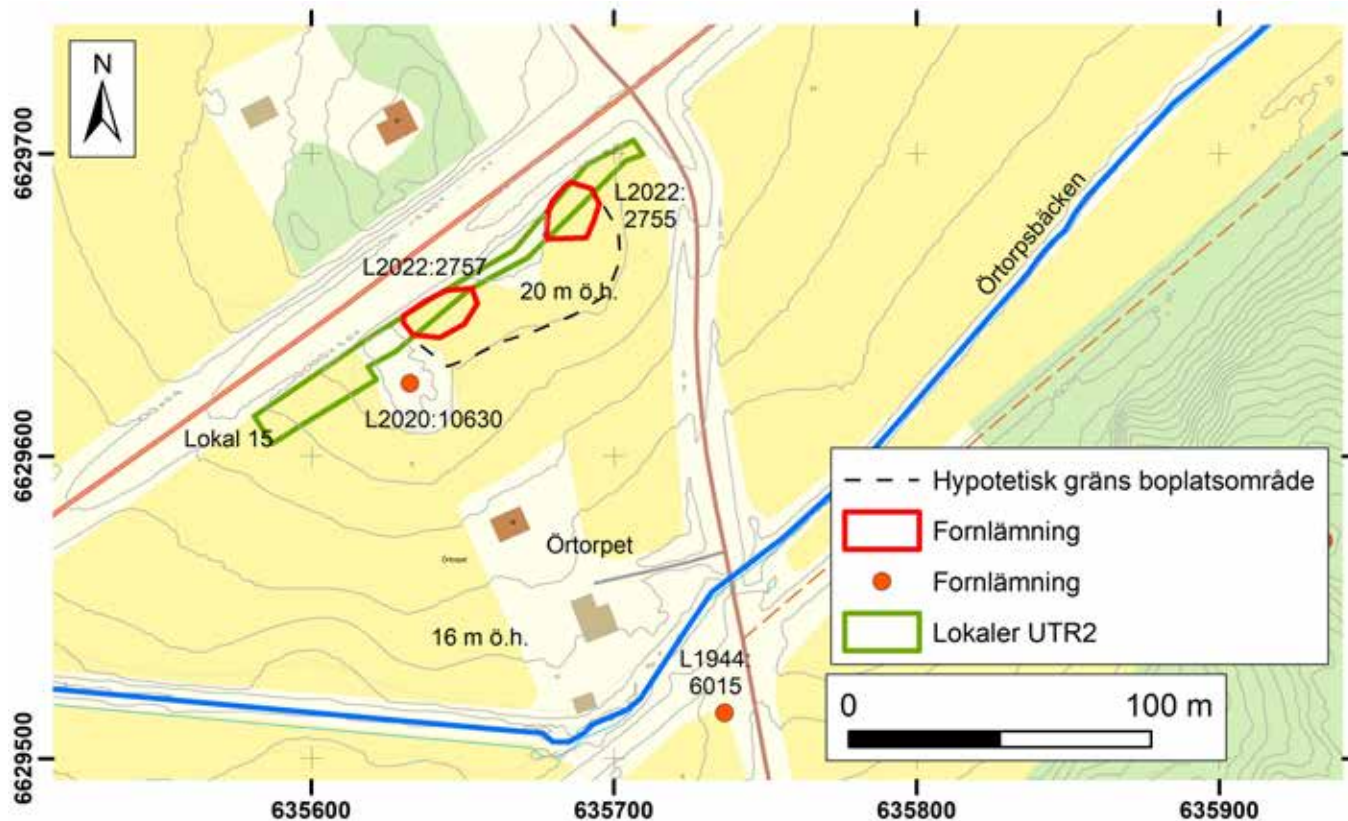 N
6629700
6629600
6629500
L2022:
2755
L2022:2757
20 m ö.h.
L2020:10630
Lokal 15
Örtorpsbäcken
Örtorpet
Örtorpet
16 m ö.h.
L1944:
6015
Hypotetisk gräns boplatsområde
Fornlämning
Fornlämning
Lokaler UTR2
0
100 m
635600
635700
635800
635900